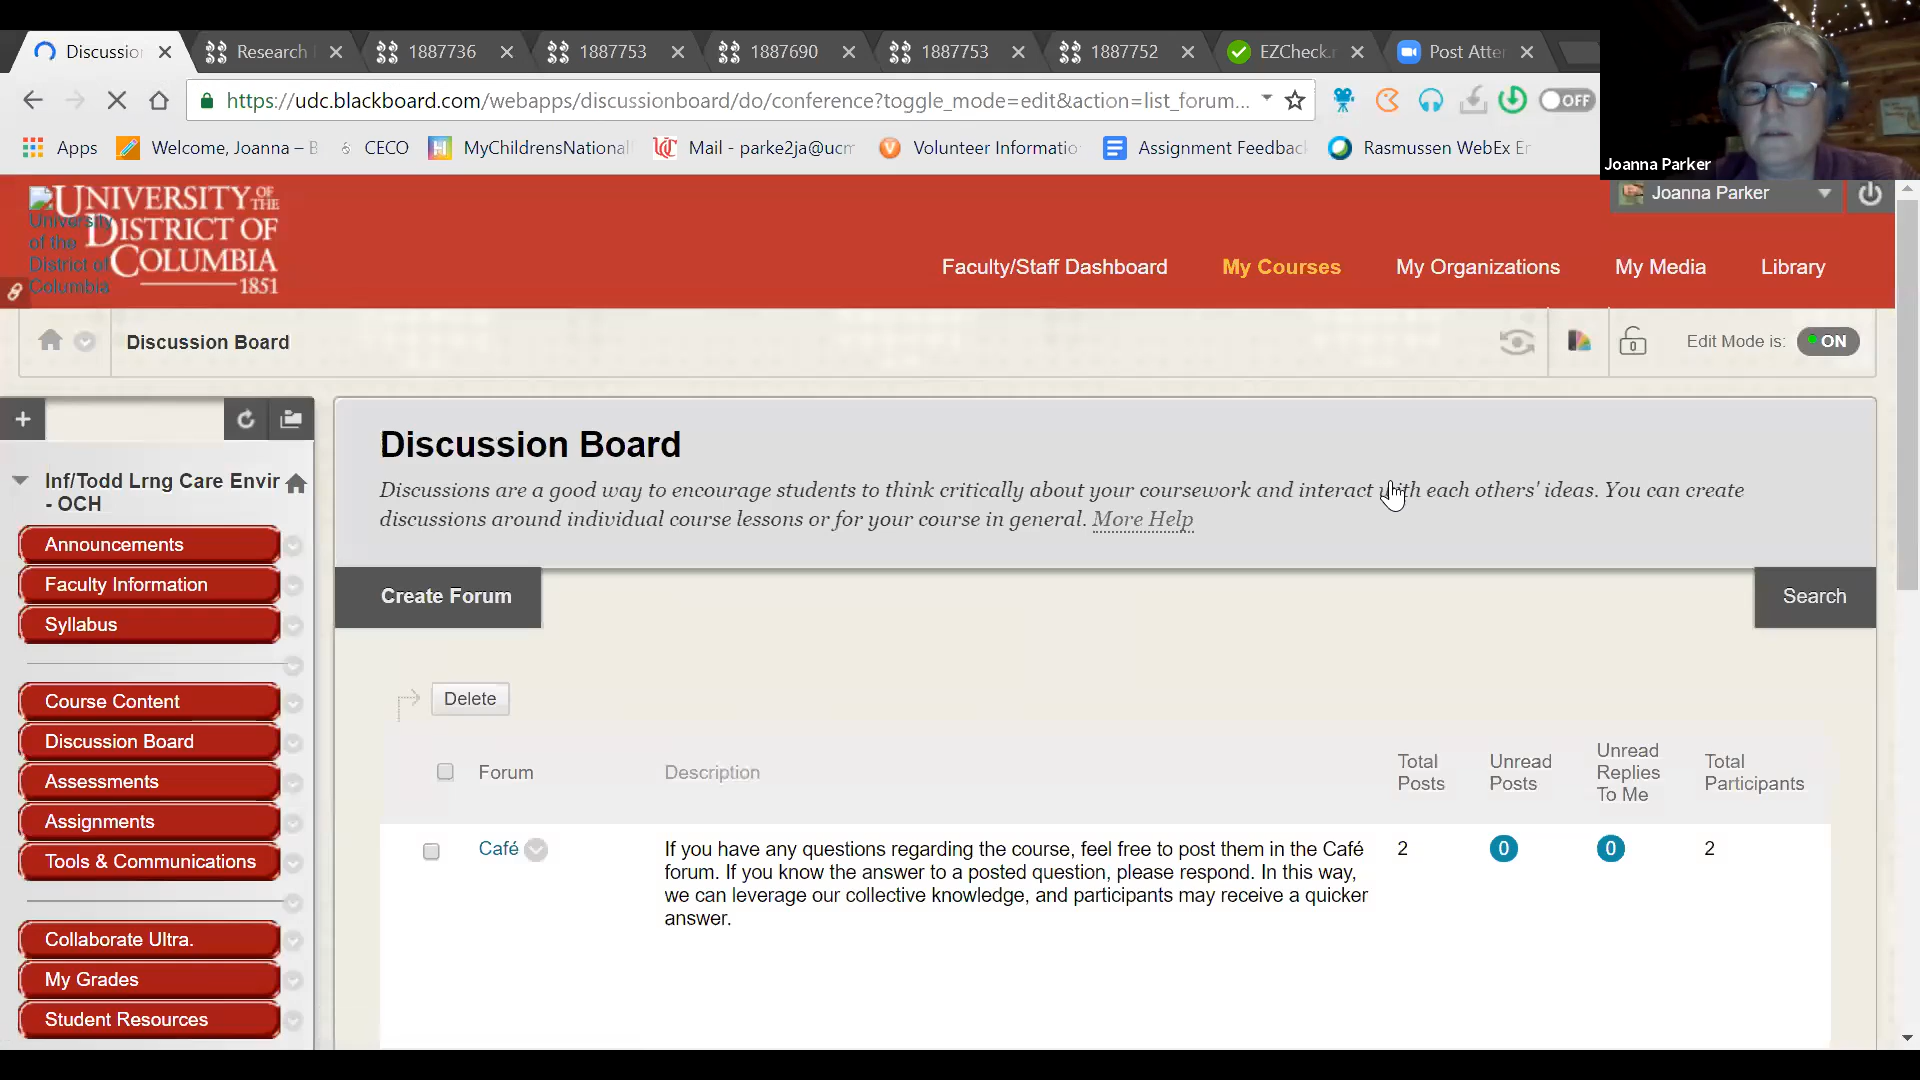 Discussio
Research
1887736
1887753
1887690
1887753
1887752
EZCheck.
Post Atte
https://udc.blackboard.com/webapps/discussionboard/do/conference?toggle_mode=edit&action=list_forum...
OFF
Apps
Welcome, Joanna – B
CECO
MyChildrensNational
Mail - parke2ja@ucm
Volunteer Informatio
Assignment Feedbac
Rasmussen WebEx En
Joanna Parker
Joanna Parker
UNIVERSITY OF THE
DISTRICT OF
COLUMBIA
1851
University
of the
District of
Columbia
Faculty/Staff Dashboard
My Courses
My Organizations
My Media
Library
Discussion Board
Edit Mode is:
ON
Inf/Todd Lrng Care Envir
- OCH
Announcements
Faculty Information
Syllabus
Course Content
Discussion Board
Assessments
Assignments
Tools & Communications
Collaborate Ultra.
My Grades
Student Resources
Discussion Board
Discussions are a good way to encourage students to think critically about your coursework and interact with each others' ideas. You can create
discussions around individual course lessons or for your course in general. More Help
Create Forum
Search
Delete
Forum
Description
Total
Posts
Unread
Posts
Unread
Replies
To Me
Total
Participants
Café
If you have any questions regarding the course, feel free to post them in the Café
forum. If you know the answer to a posted question, please respond. In this way,
we can leverage our collective knowledge, and participants may receive a quicker
answer.
2
0
0
2